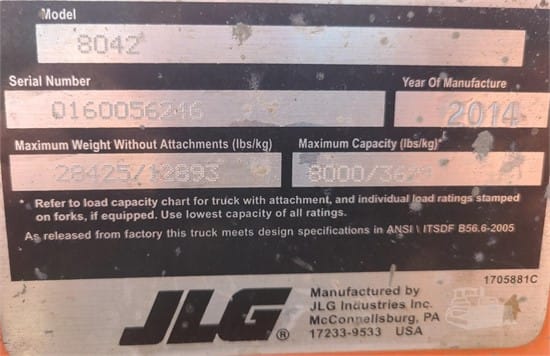 Model
8042
Serial Number
Year Of Manufacture
0160056246
2014
Maximum Weight Without Attachments (lbs/kg)
Maximum Capacity (lbs/kg)*
28425/12893
* Refer to load capacity chart for truck with attachment, and individual load ratings stamped
on forks, if equipped. Use lowest capacity of all ratings.
As released from factory this truck meets design specifications in ANSI \ ITSDF B56.6-2005
1705881C
JLG®
Manufactured by
JLG Industries Inc.
McConnellsburg, PA
17233-9533 USA